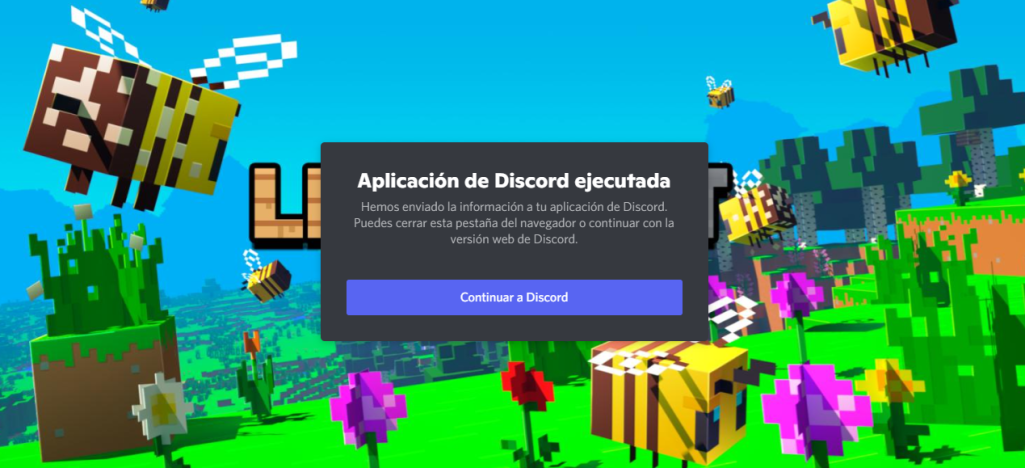 Aplicación de Discord ejecutada
Hemos enviado la información a tu aplicación de Discord.
Puedes cerrar esta pestaña del navegador o continuar con la
versión web de Discord.
Continuar a Discord